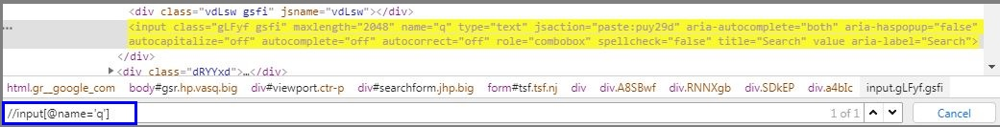 <div class="vdLsw gsfi" jsname="vdLsw"></div>
... <input class="gLFyf gsfi" maxlength="2048" name="q" type="text" jsaction="paste:puy29d" aria-autocomplete="both" aria-haspopup="false"
autocapitalize="off" autocomplete="off" autocorrect="off" role="combobox" spellcheck="false" title="Search" value aria-label="Search">
</div>
<div class="dRYYxd">…</div>
html.gr__google_com body#gsr.hp.vasq.big div#viewport.ctr-p div#searchform.jhp.big form#tsf.tsf.nj div div.A8SBwf div.RNNXgb div.SDkEP div.a4bIc input.gLFyf.gsfi
//input[@name='q'] 1 of 1 Cancel